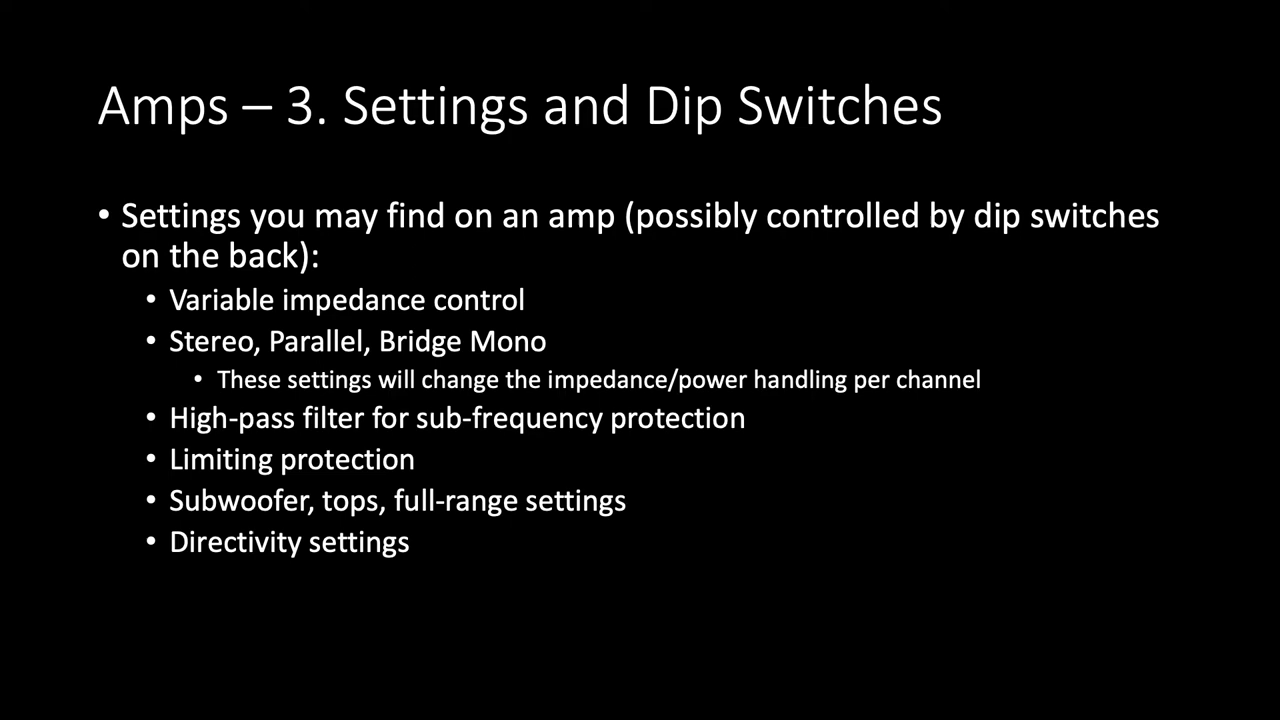 Amps – 3. Settings and Dip Switches
• Settings you may find on an amp (possibly controlled by dip switches
on the back):
• Variable impedance control
• Stereo, Parallel, Bridge Mono
• These settings will change the impedance/power handling per channel
• High-pass filter for sub-frequency protection
• Limiting protection
• Subwoofer, tops, full-range settings
• Directivity settings